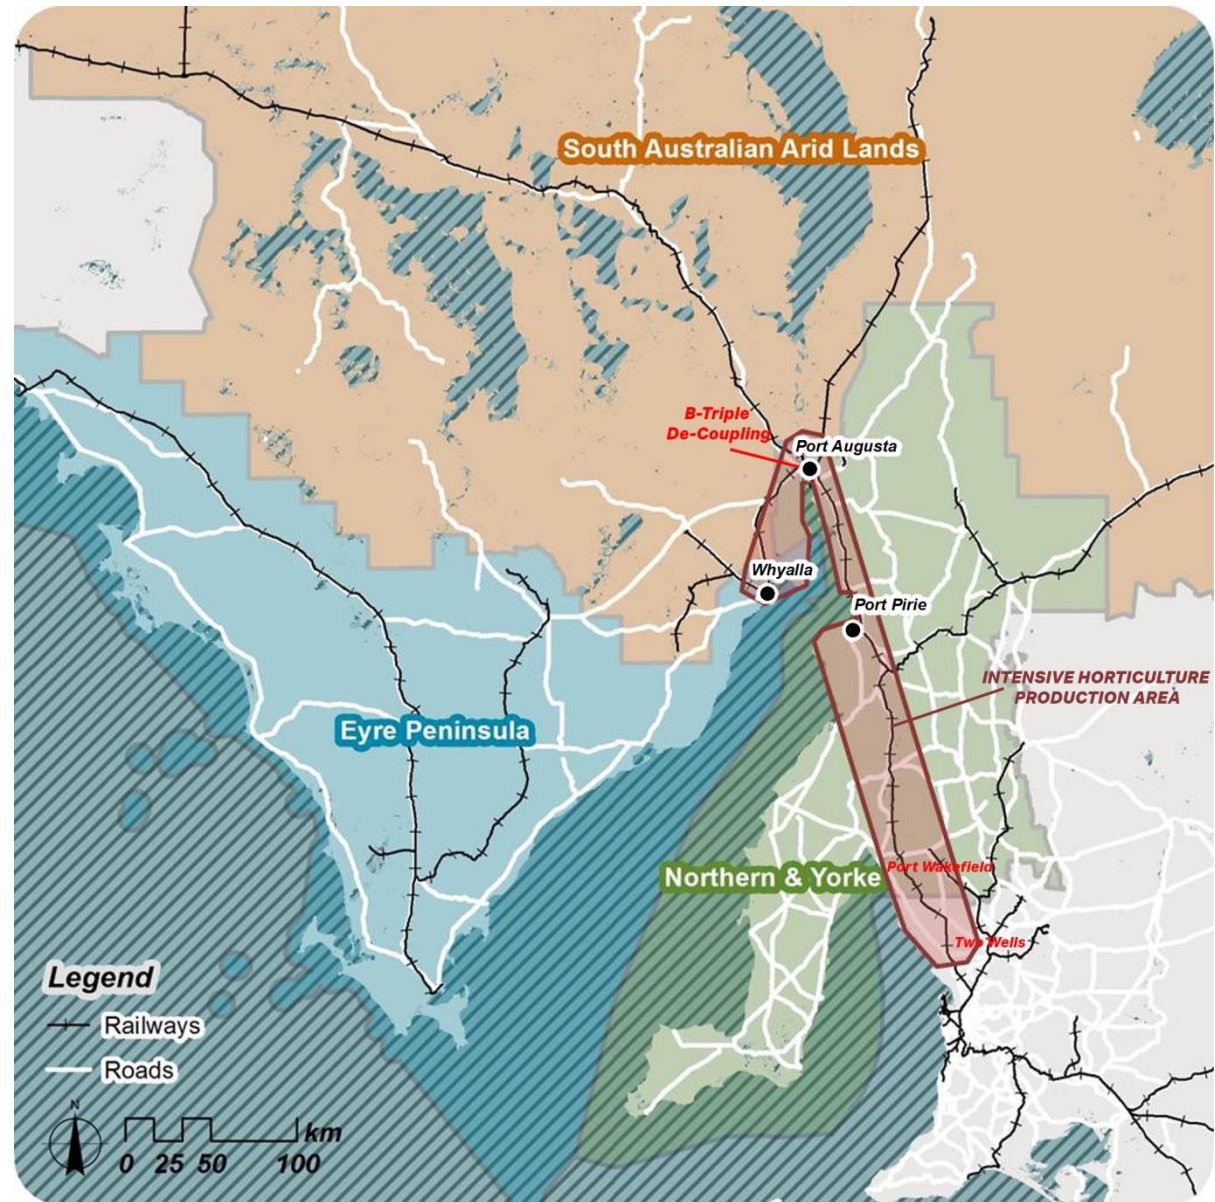 South Australian Arid Lands
B-Triple
De-Coupling
Port Augusta
Whyalla
Port Pirie
INTENSIVE HORTICULTURE
PRODUCTION AREA
Eyre Peninsula
Northern & Yorke
Port Wakefield
Two Wells
Legend
Railways
Roads
N
km
0 25 50 100